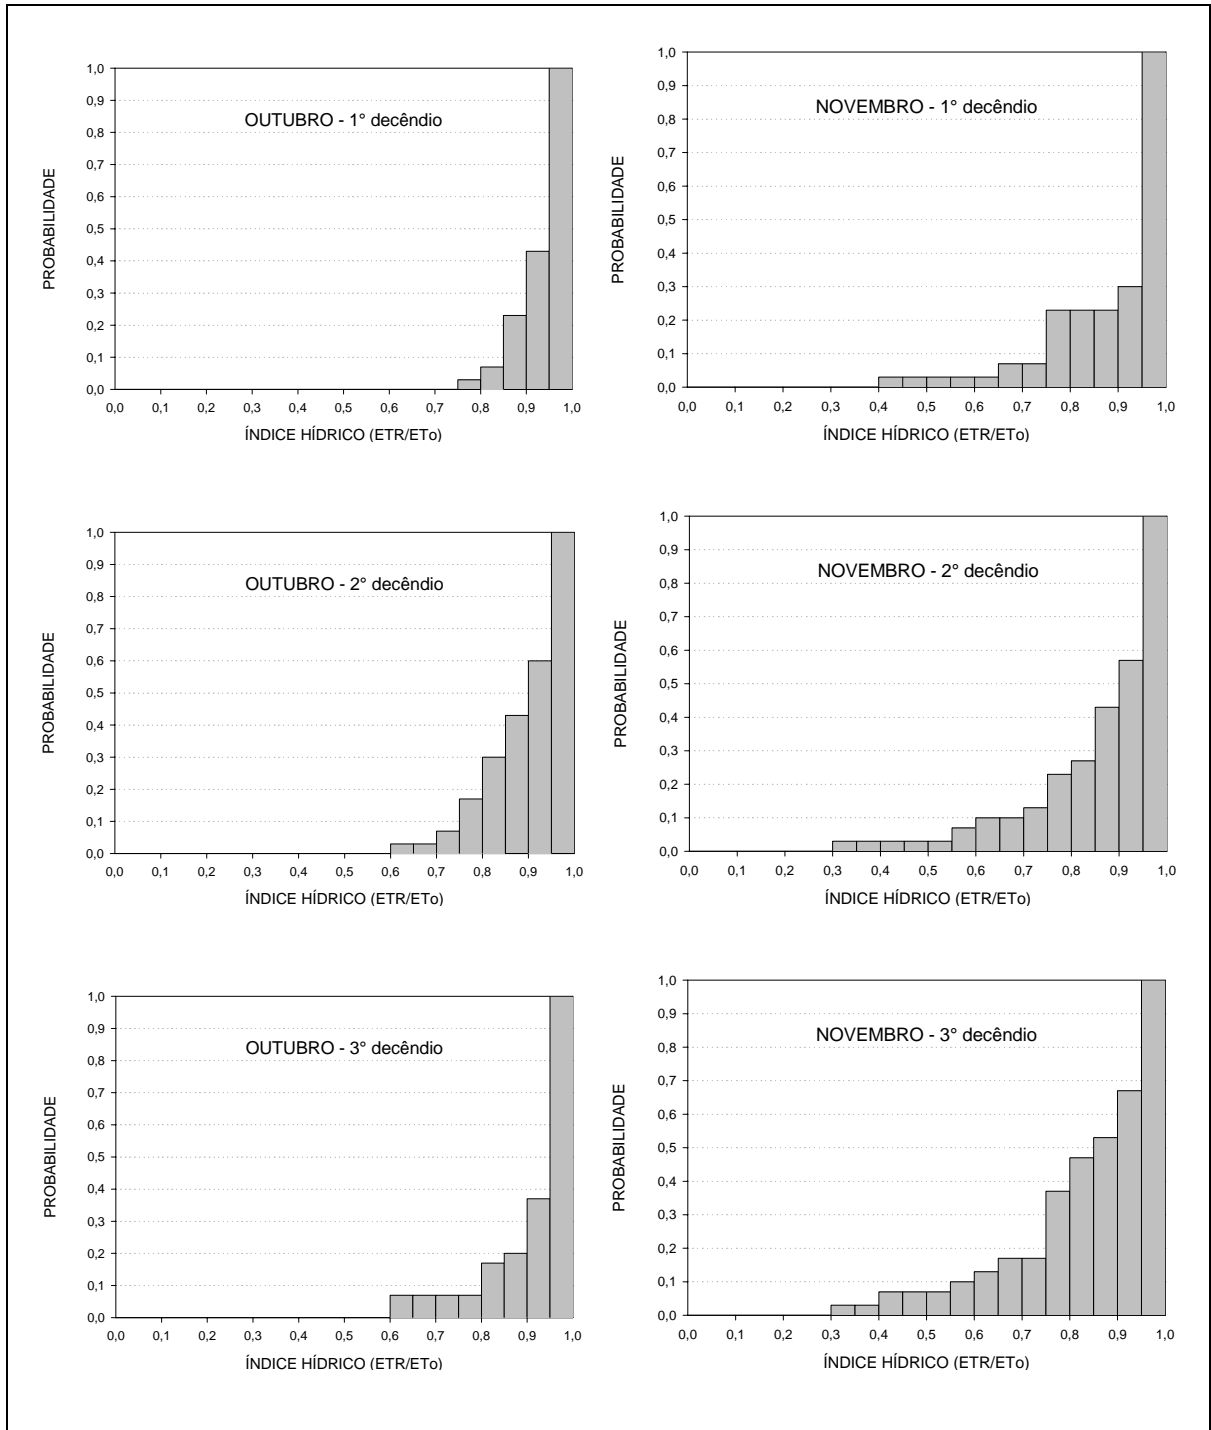 OUTUBRO - 1° decêndio
PROBABILIDADE
1,0
0,9
0,8
0,7
0,6
0,5
0,4
0,3
0,2
0,1
0,0
0,0 0,1 0,2 0,3 0,4 0,5 0,6 0,7 0,8 0,9 1,0
ÍNDICE HÍDRICO (ETR/ETo)
NOVEMBRO - 1° decêndio
PROBABILIDADE
1,0
0,9
0,8
0,7
0,6
0,5
0,4
0,3
0,2
0,1
0,0
0,0 0,1 0,2 0,3 0,4 0,5 0,6 0,7 0,8 0,9 1,0
ÍNDICE HÍDRICO (ETR/ETo)
OUTUBRO - 2° decêndio
PROBABILIDADE
1,0
0,9
0,8
0,7
0,6
0,5
0,4
0,3
0,2
0,1
0,0
0,0 0,1 0,2 0,3 0,4 0,5 0,6 0,7 0,8 0,9 1,0
ÍNDICE HÍDRICO (ETR/ETo)
NOVEMBRO - 2° decêndio
PROBABILIDADE
1,0
0,9
0,8
0,7
0,6
0,5
0,4
0,3
0,2
0,1
0,0
0,0 0,1 0,2 0,3 0,4 0,5 0,6 0,7 0,8 0,9 1,0
ÍNDICE HÍDRICO (ETR/ETo)
OUTUBRO - 3° decêndio
PROBABILIDADE
1,0
0,9
0,8
0,7
0,6
0,5
0,4
0,3
0,2
0,1
0,0
0,0 0,1 0,2 0,3 0,4 0,5 0,6 0,7 0,8 0,9 1,0
ÍNDICE HÍDRICO (ETR/ETo)
NOVEMBRO - 3° decêndio
PROBABILIDADE
1,0
0,9
0,8
0,7
0,6
0,5
0,4
0,3
0,2
0,1
0,0
0,0 0,1 0,2 0,3 0,4 0,5 0,6 0,7 0,8 0,9 1,0
ÍNDICE HÍDRICO (ETR/ETo)